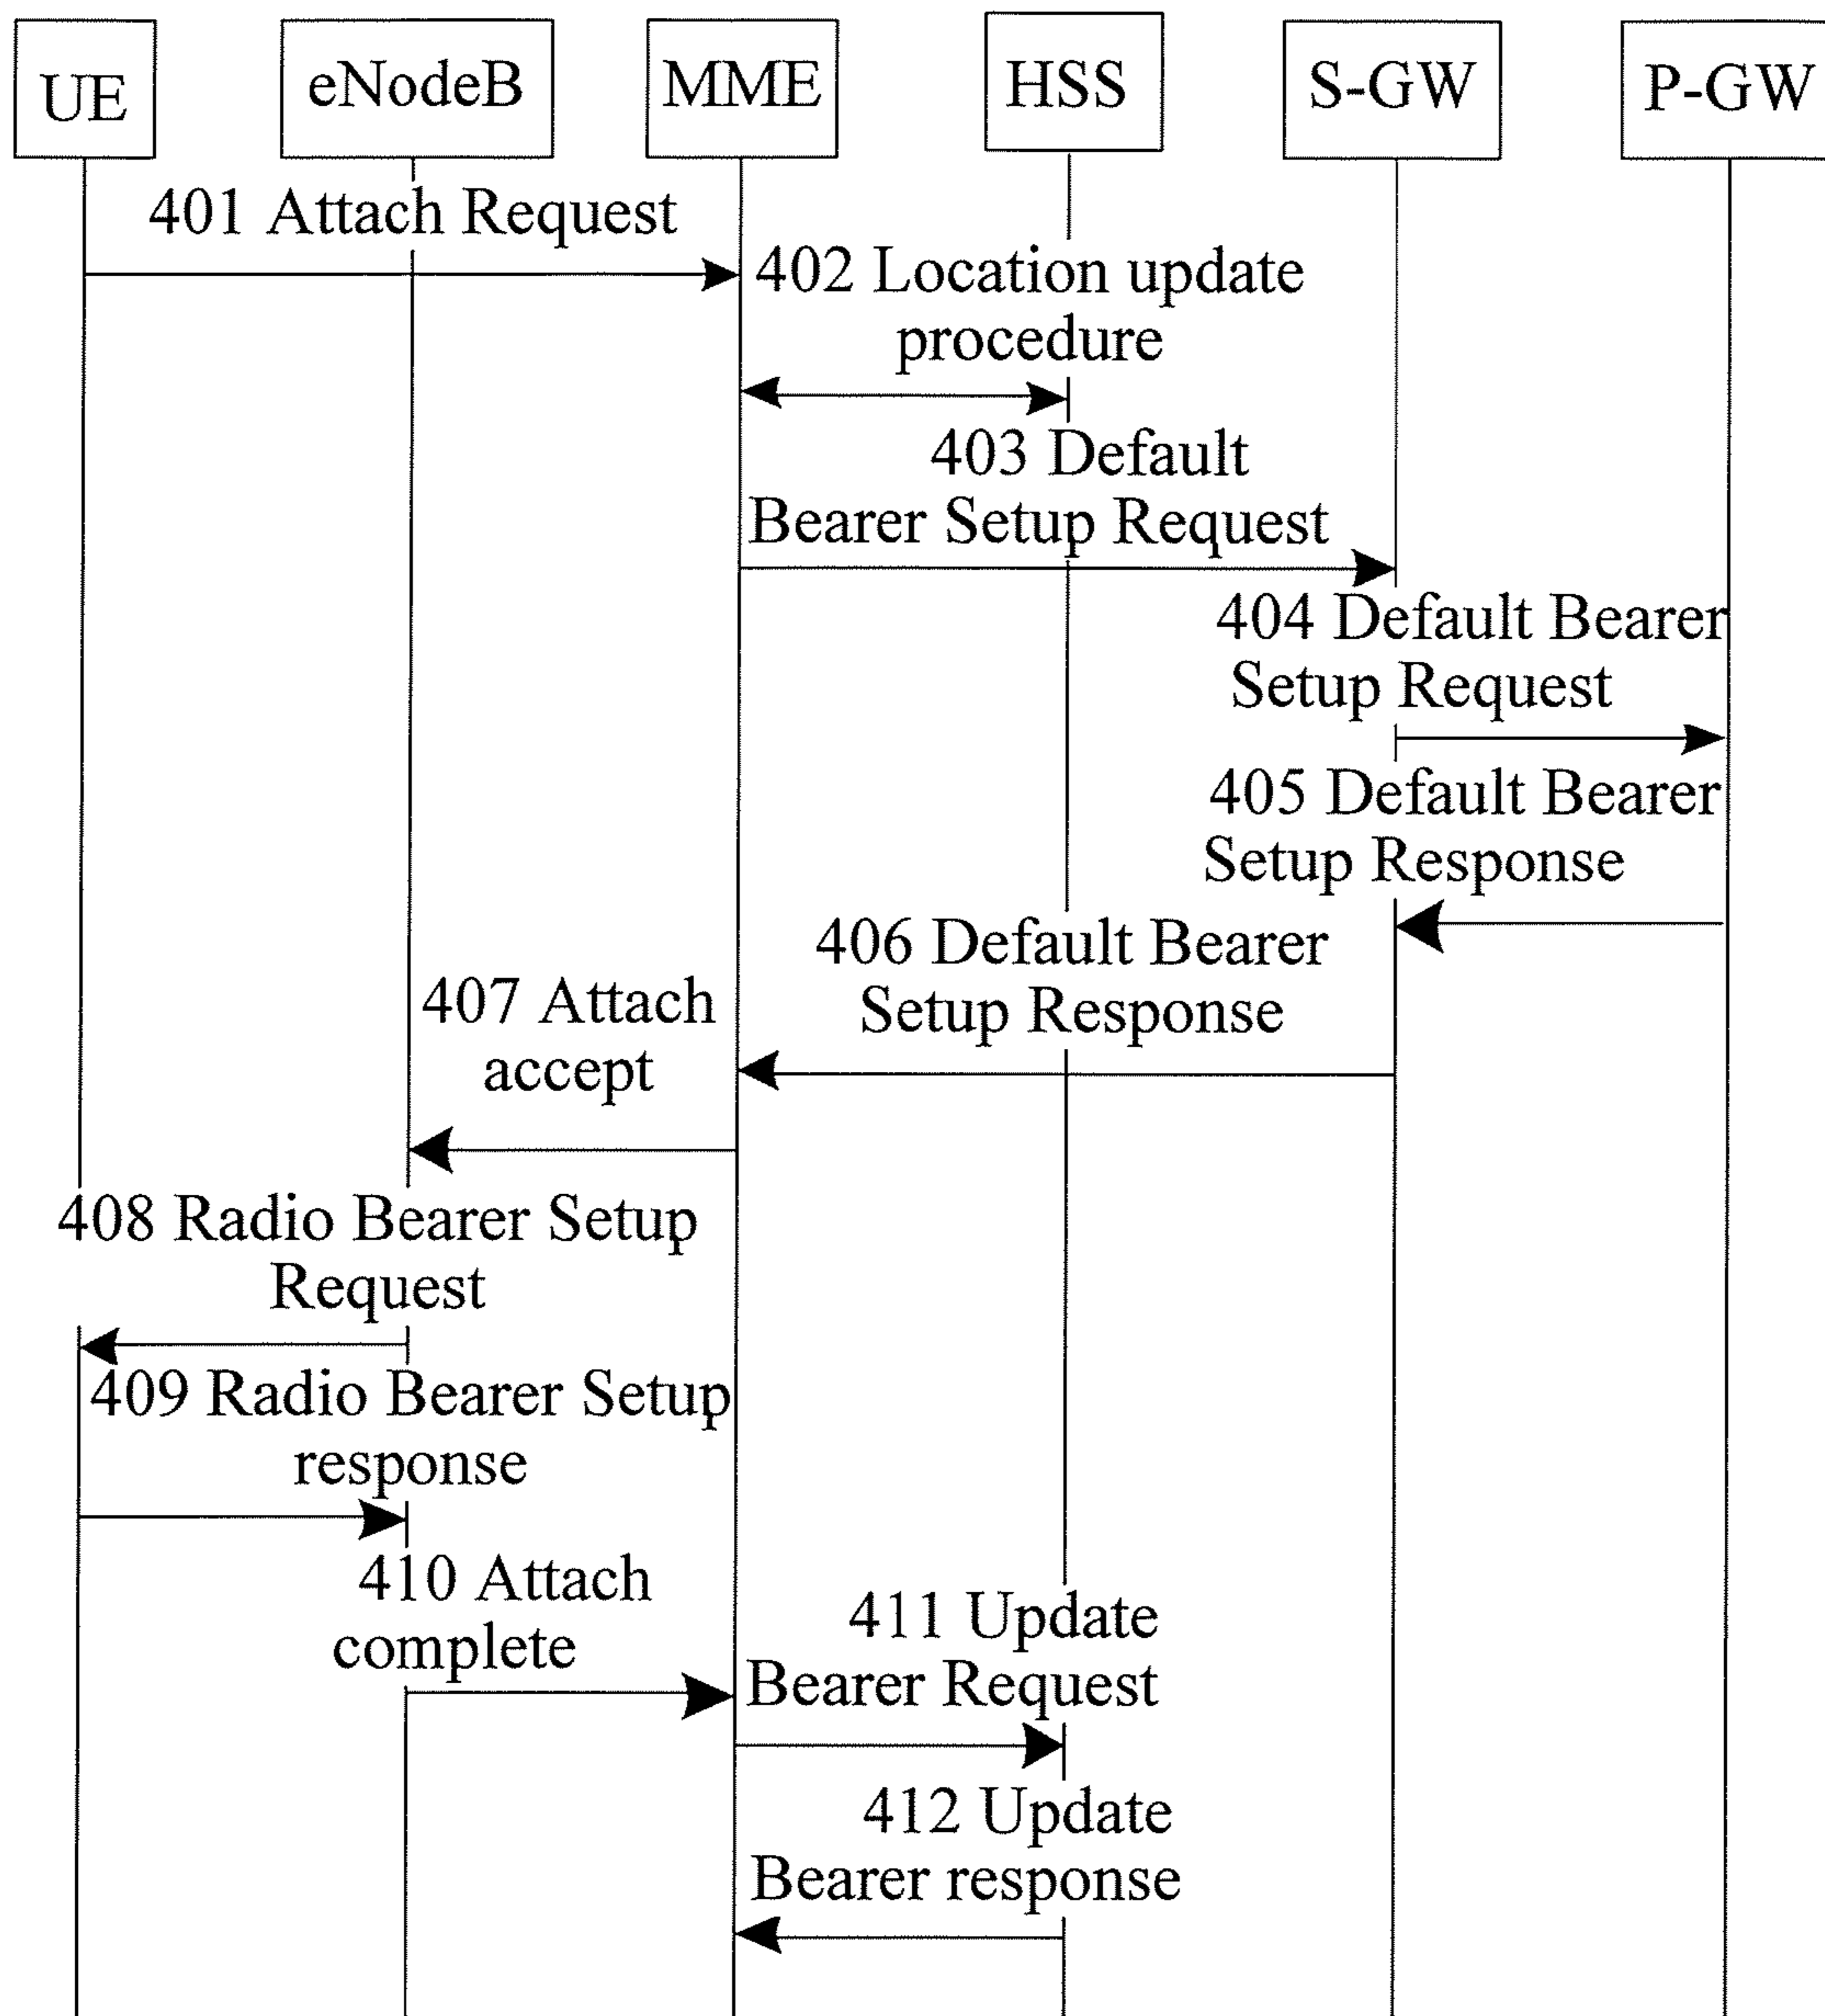 UE
eNodeB
MME
HSS
S-GW
P-GW
401 Attach Request
402 Location update
procedure
403 Default
Bearer Setup Request
404 Default Bearer
Setup Request
405 Default Bearer
Setup Response
406 Default Bearer
Setup Response
407 Attach
accept
408 Radio Bearer Setup
Request
409 Radio Bearer Setup
response
410 Attach
complete
411 Update
Bearer Request
412 Update
Bearer response